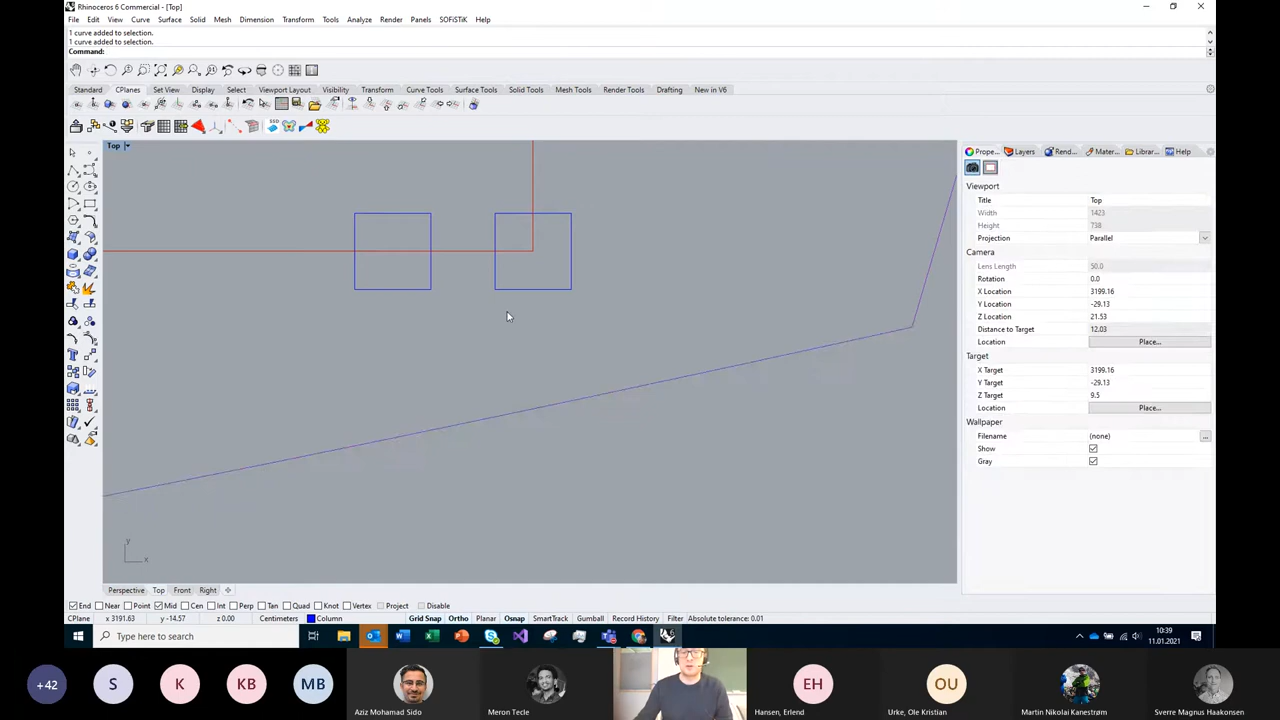 Rhinoceros 6 Commercial - [Top]
File Edit View Curve Surface Solid Mesh Dimension Transform Tools Analyze Render Panels SOFiSTiK Help
1 curve added to selection.
1 curve added to selection.
Command:
Standard CPlanes Set View Display Select Viewport Layout Visibility Transform Curve Tools Surface Tools Solid Tools Mesh Tools Render Tools Drafting New in V6
Top
Prope... Layers Rend... Mater... Librar... Help
Viewport
Title Top
Width 1423
Height 738
Projection Parallel
Camera
Lens Length 50.0
Rotation 0.0
X Location 3199.16
Y Location -29.13
Z Location 21.53
Distance to Target 12.03
Location Place...
Target
X Target 3199.16
Y Target -29.13
Z Target 9.5
Location Place...
Wallpaper
Filename (none) ...
Show
Gray
y
x
Perspective Top Front Right
End Near Point Mid Cen Int Perp Tan Quad Knot Vertex Project Disable
CPlane x 3191.63 y -14.57 z 0.00 Centimeters Column Grid Snap Ortho Planar Osnap SmartTrack Gumball Record History Filter Absolute tolerance: 0.01
Type here to search
10:39
11.01.2021
+42 S K KB MB EH OU
Aziz Mohamad Sido Meron Tecle Hansen, Erlend Urke, Ole Kristian Martin Nikolai Kanestrøm Sverre Magnus Haakonsen